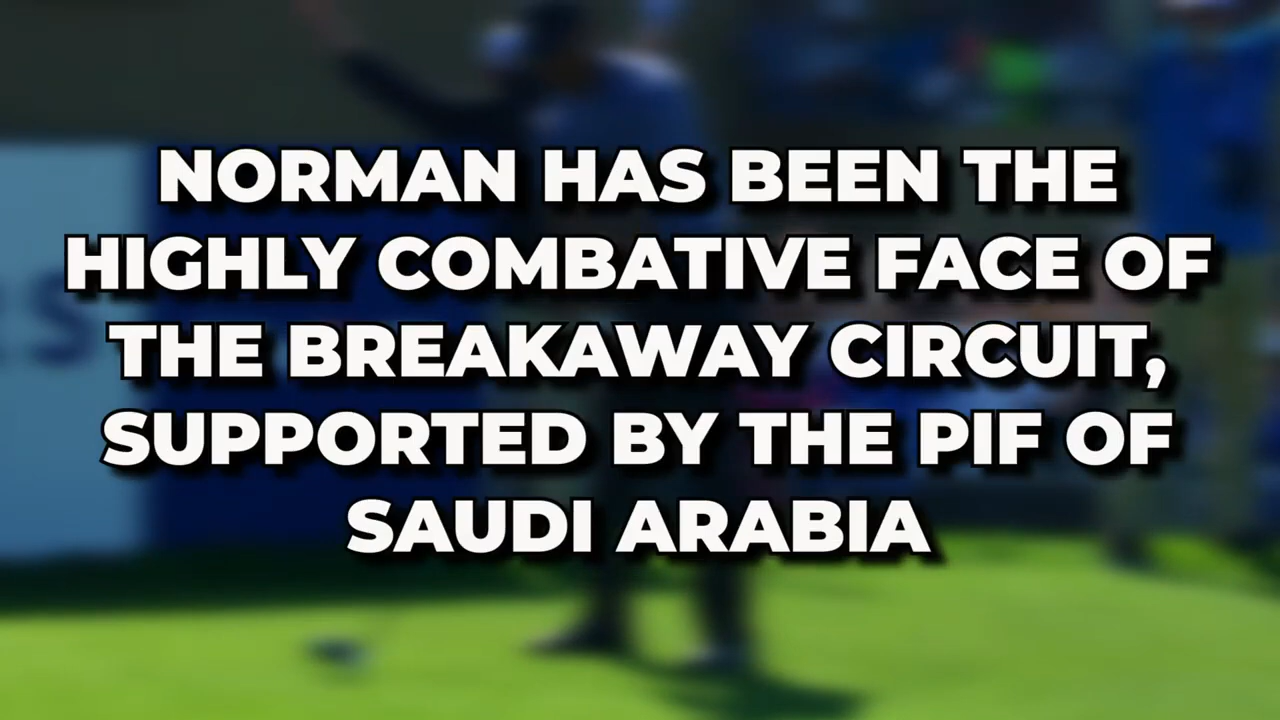 NORMAN HAS BEEN THE
HIGHLY COMBATIVE FACE OF
THE BREAKAWAY CIRCUIT,
SUPPORTED BY THE PIF OF
SAUDI ARABIA